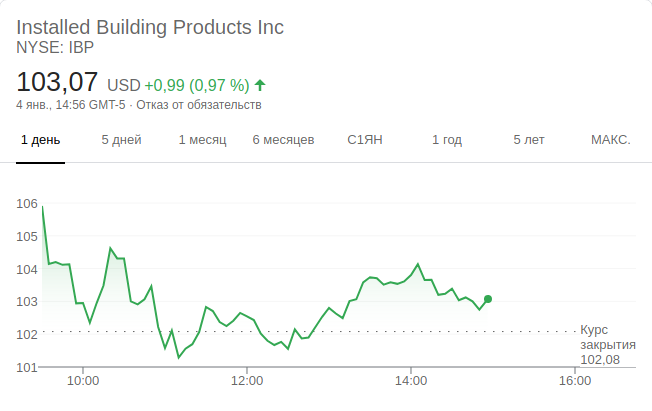 Installed Building Products Inc
NYSE: IBP
103,07 USD +0,99 (0,97 %)
4 янв., 14:56 GMT-5 · Отказ от обязательств
1 день 5 дней 1 месяц 6 месяцев С1ЯН 1 год 5 лет МАКС.
106
105
104
103
102
101
Курс
закрытия
102,08
10:00 12:00 14:00 16:00